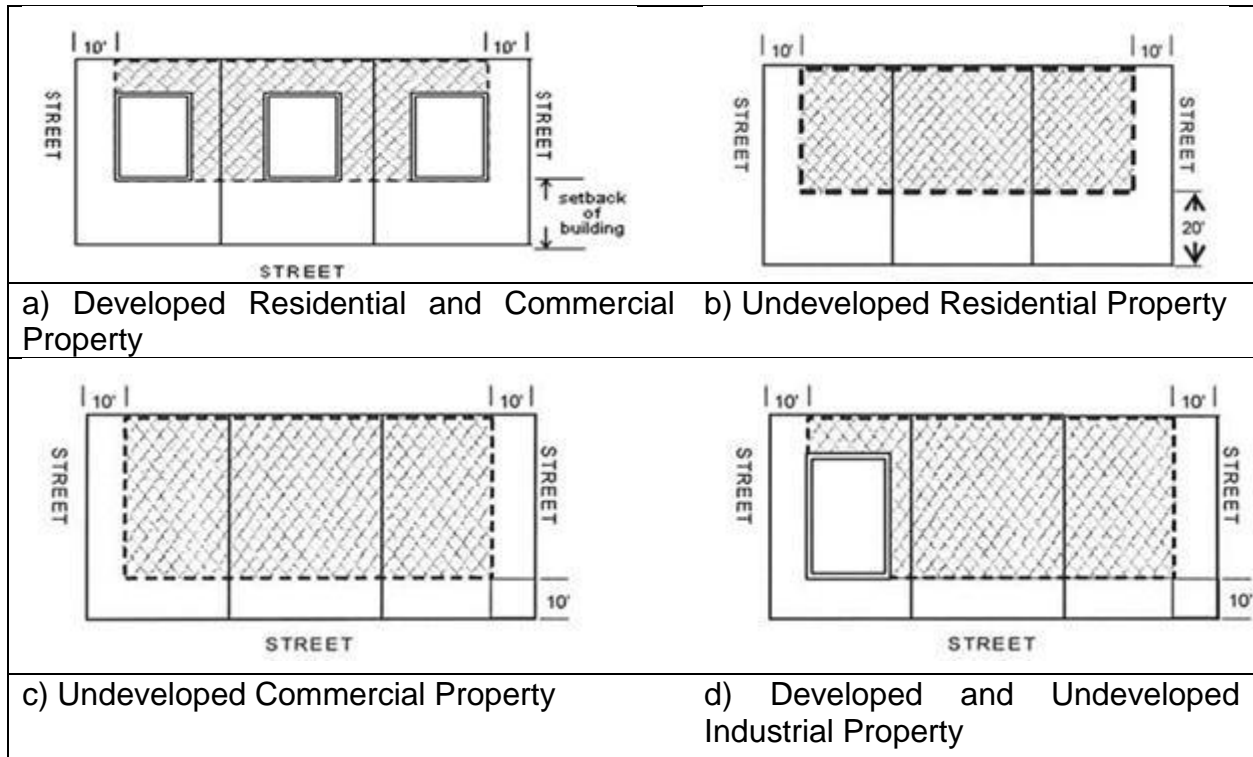 10'
10'
STREET
STREET
setback
of
building
STREET
a) Developed Residential and Commercial
Property
10'
10'
STREET
STREET
20'
b) Undeveloped Residential Property
10'
10'
STREET
STREET
10'
STREET
c) Undeveloped Commercial Property
10'
10'
STREET
STREET
10'
STREET
d) Developed and Undeveloped
Industrial Property